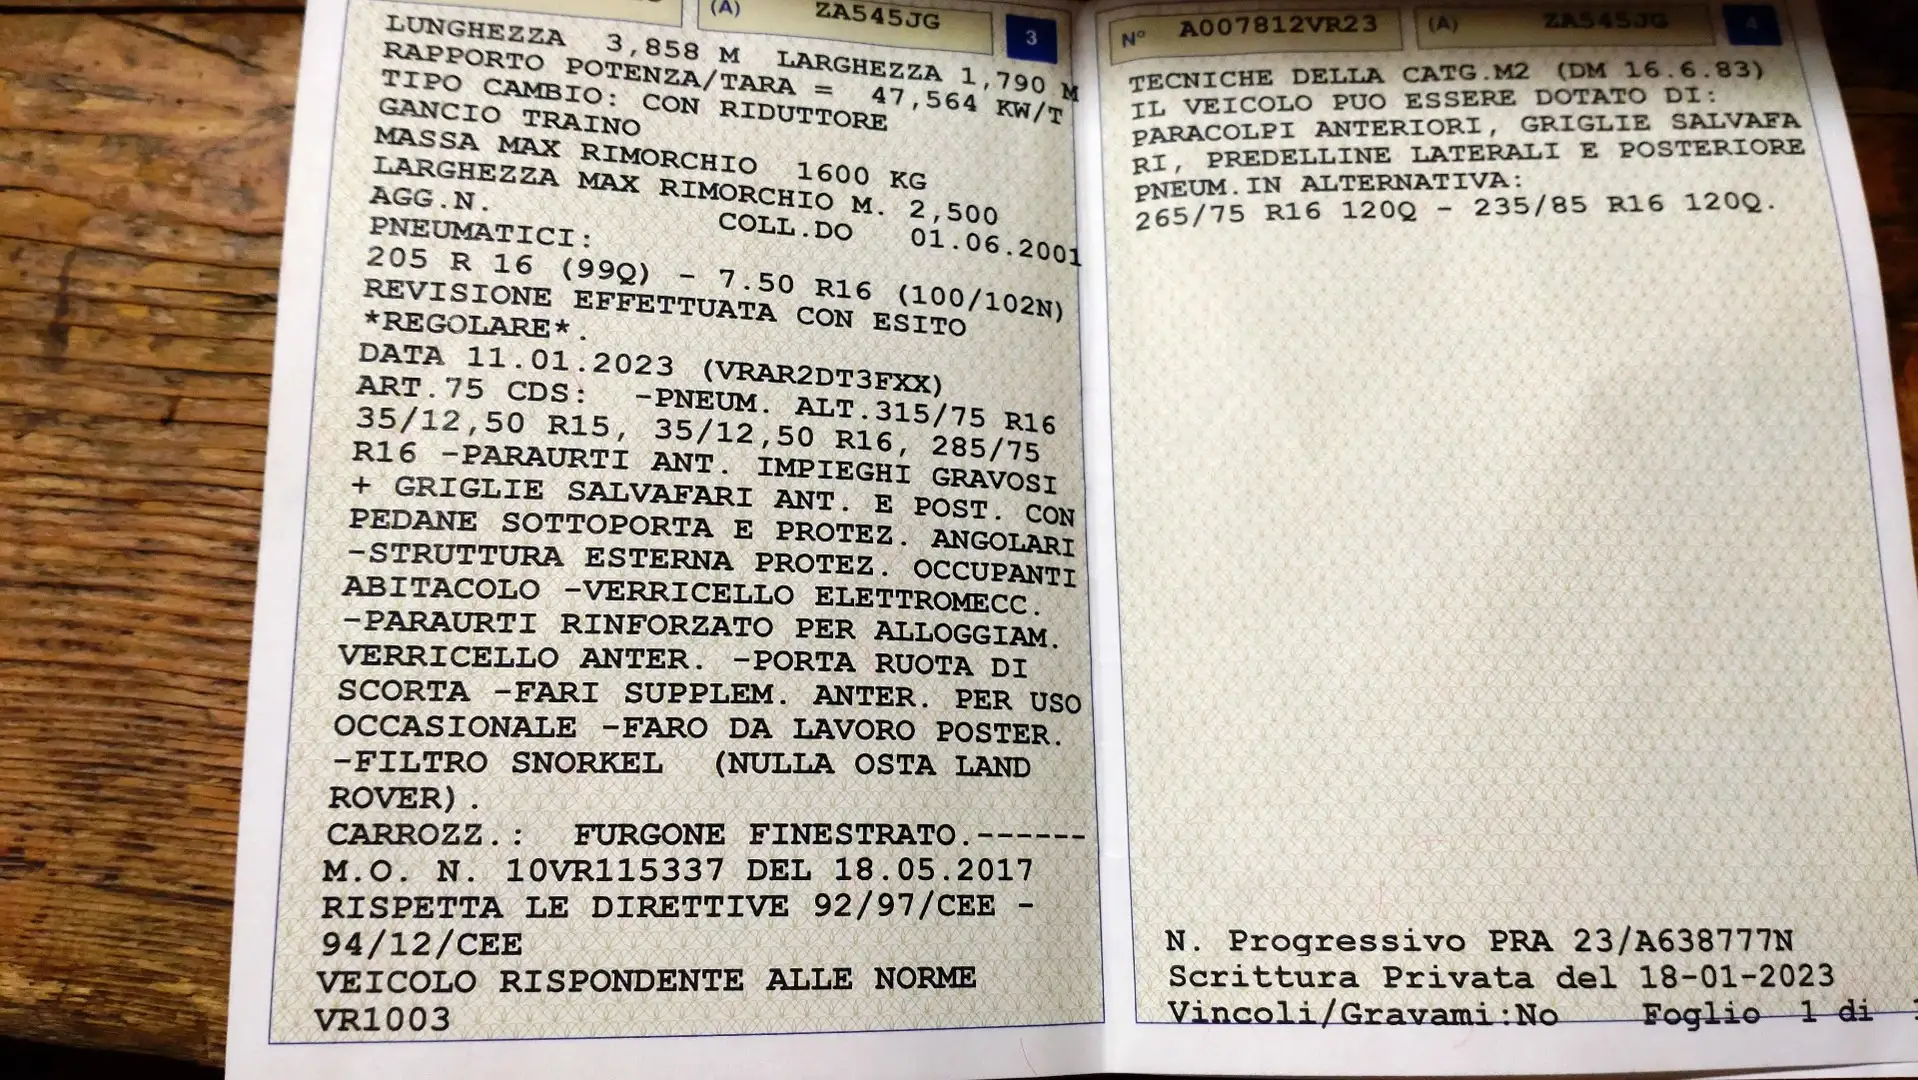 (A) ZA545JG 3
LUNGHEZZA 3,858 M LARGHEZZA 1,790 M
RAPPORTO POTENZA/TARA = 47,564 KW/T
TIPO CAMBIO: CON RIDUTTORE
GANCIO TRAINO
MASSA MAX RIMORCHIO 1600 KG
LARGHEZZA MAX RIMORCHIO M. 2,500
AGG.N. COLL.DO 01.06.2001
PNEUMATICI:
205 R 16 (99Q) - 7.50 R16 (100/102N)
REVISIONE EFFETTUATA CON ESITO
*REGOLARE*.
DATA 11.01.2023 (VRAR2DT3FXX)
ART.75 CDS: -PNEUM. ALT.315/75 R16
35/12,50 R15, 35/12,50 R16, 285/75
R16 -PARAURTI ANT. IMPIEGHI GRAVOSI
+ GRIGLIE SALVAFARI ANT. E POST. CON
PEDANE SOTTOPORTA E PROTEZ. ANGOLARI
-STRUTTURA ESTERNA PROTEZ. OCCUPANTI
ABITACOLO -VERRICELLO ELETTROMECC.
-PARAURTI RINFORZATO PER ALLOGGIAM.
VERRICELLO ANTER. -PORTA RUOTA DI
SCORTA -FARI SUPPLEM. ANTER. PER USO
OCCASIONALE -FARO DA LAVORO POSTER.
-FILTRO SNORKEL (NULLA OSTA LAND
ROVER).
CARROZZ.: FURGONE FINESTRATO.------
M.O. N. 10VR115337 DEL 18.05.2017
RISPETTA LE DIRETTIVE 92/97/CEE -
94/12/CEE
VEICOLO RISPONDENTE ALLE NORME
VR1003
N° A007812VR23 (A) ZA545JG 4
TECNICHE DELLA CATG.M2 (DM 16.6.83)
IL VEICOLO PUO ESSERE DOTATO DI:
PARACOLPI ANTERIORI, GRIGLIE SALVAFA
RI, PREDELLINE LATERALI E POSTERIORE
PNEUM.IN ALTERNATIVA:
265/75 R16 120Q - 235/85 R16 120Q.
N. Progressivo PRA 23/A638777N
Scrittura Privata del 18-01-2023
Vincoli/Gravami:No Foglio 1 di